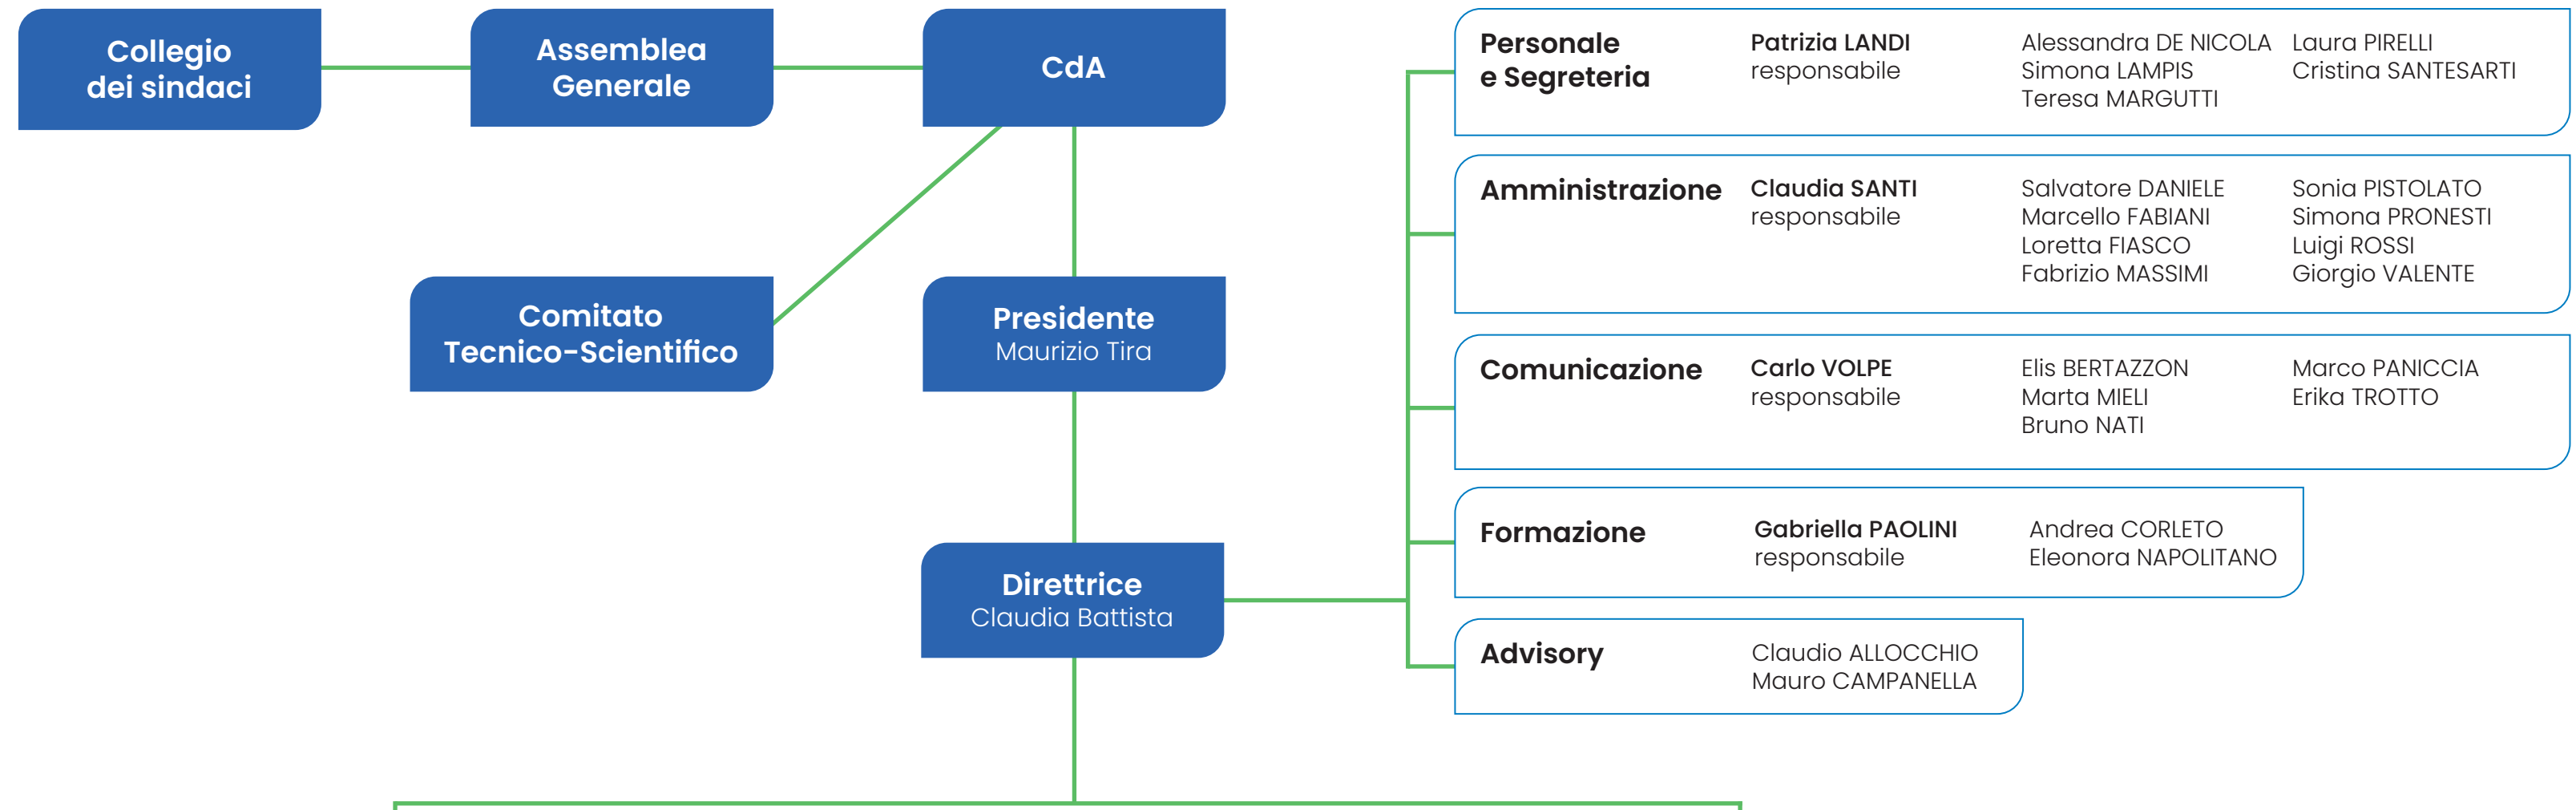 Collegio
dei sindaci
Assemblea
Generale
CdA
Comitato
Tecnico-Scientifico
Presidente
Maurizio Tira
Direttrice
Claudia Battista
Personale
e Segreteria
Patrizia LANDI
responsabile
Alessandra DE NICOLA
Simona LAMPIS
Teresa MARGUTTI
Laura PIRELLI
Cristina SANTESARTI
Amministrazione
Claudia SANTI
responsabile
Salvatore DANIELE
Marcello FABIANI
Loretta FIASCO
Fabrizio MASSIMI
Sonia PISTOLATO
Simona PRONESTI
Luigi ROSSI
Giorgio VALENTE
Comunicazione
Carlo VOLPE
responsabile
Elis BERTAZZON
Marta MIELI
Bruno NATI
Marco PANICCIA
Erika TROTTO
Formazione
Gabriella PAOLINI
responsabile
Andrea CORLETO
Eleonora NAPOLITANO
Advisory
Claudio ALLOCCHIO
Mauro CAMPANELLA